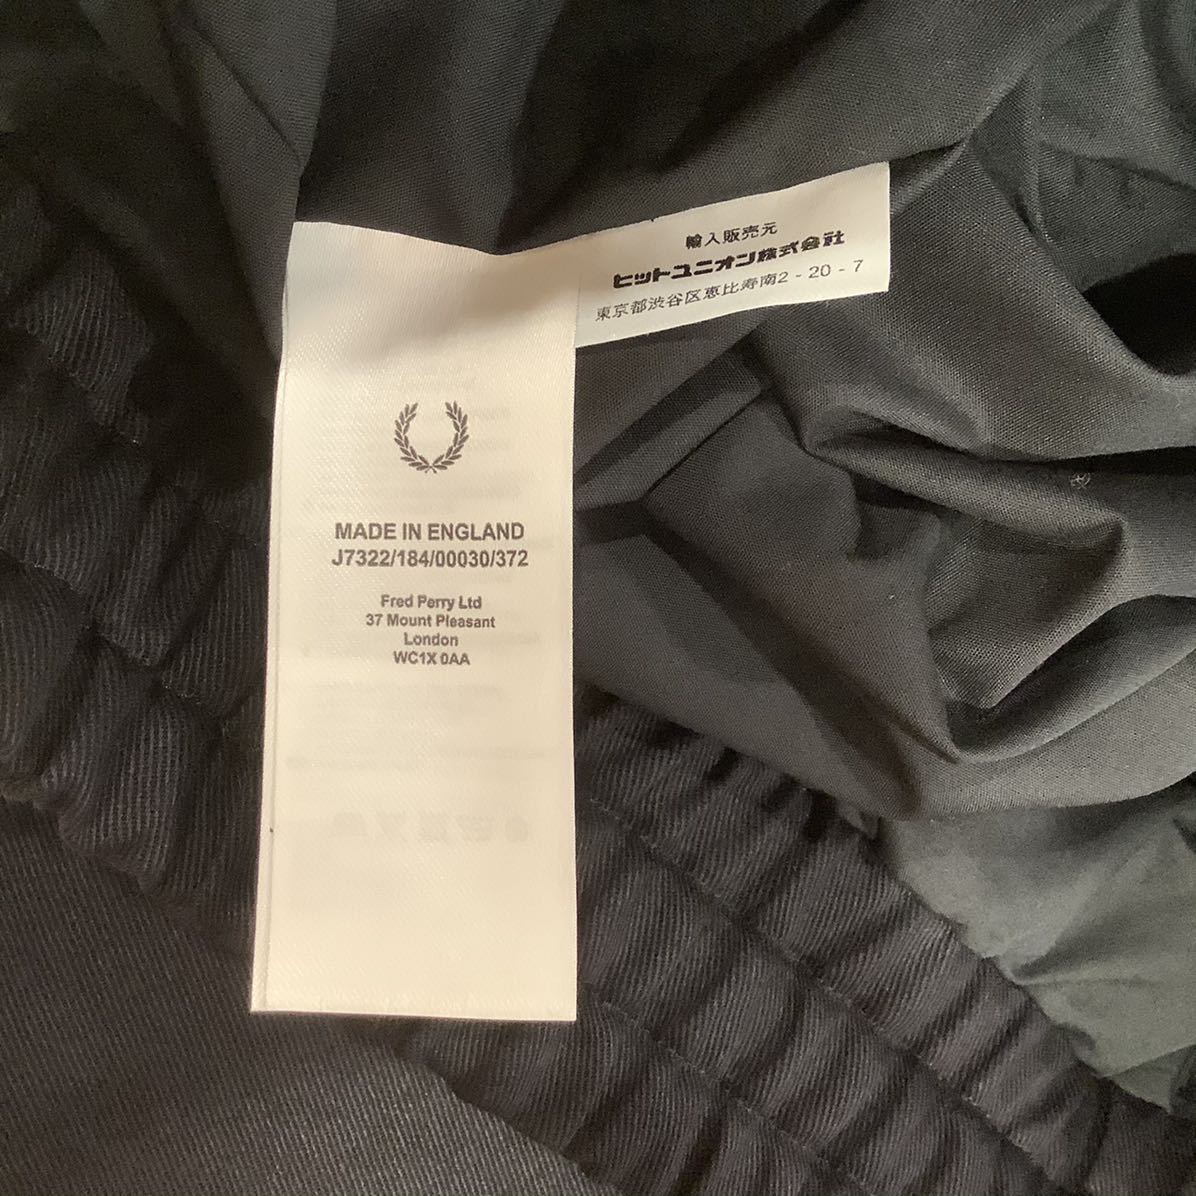 輸入販売元
ヒットユニオン株式会社
東京都渋谷区恵比寿南2-20-7
MADE IN ENGLAND
J7322/184/00030/372
Fred Perry Ltd
37 Mount Pleasant
London
WC1X 0AA